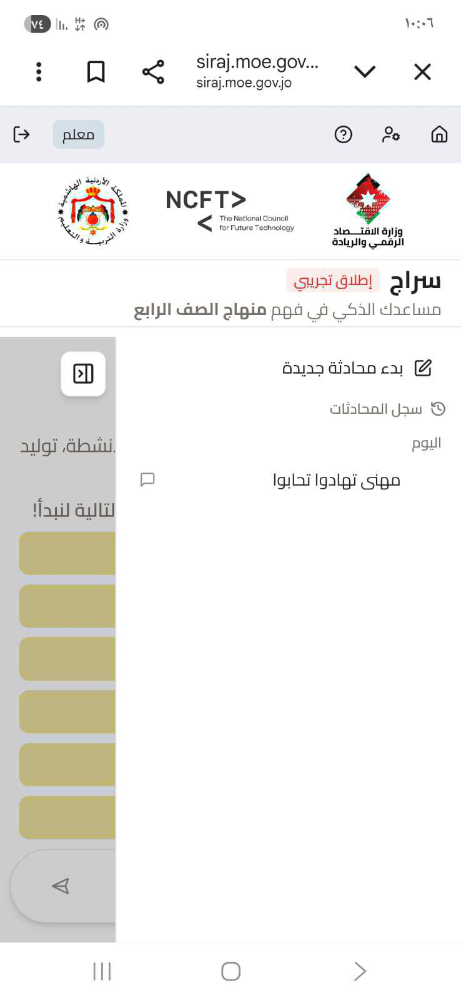 ٧٤
١٠:٠٦
siraj.moe.gov...
siraj.moe.gov.jo
معلم
المملكة الأردنية الهاشمية
وزارة التربية والتعليم
NCFT>
<
The National Council
for Future Technology
وزارة الاقتـــصاد
الرقمـي والريادة
سراج إطلاق تجريبي
مساعدك الذكي في فهم منهاج الصف الرابع
بدء محادثة جديدة
سجل المحادثات
اليوم
مهنى تهادوا تحابوا
نشطة، توليد
لتالية لنبدأ!